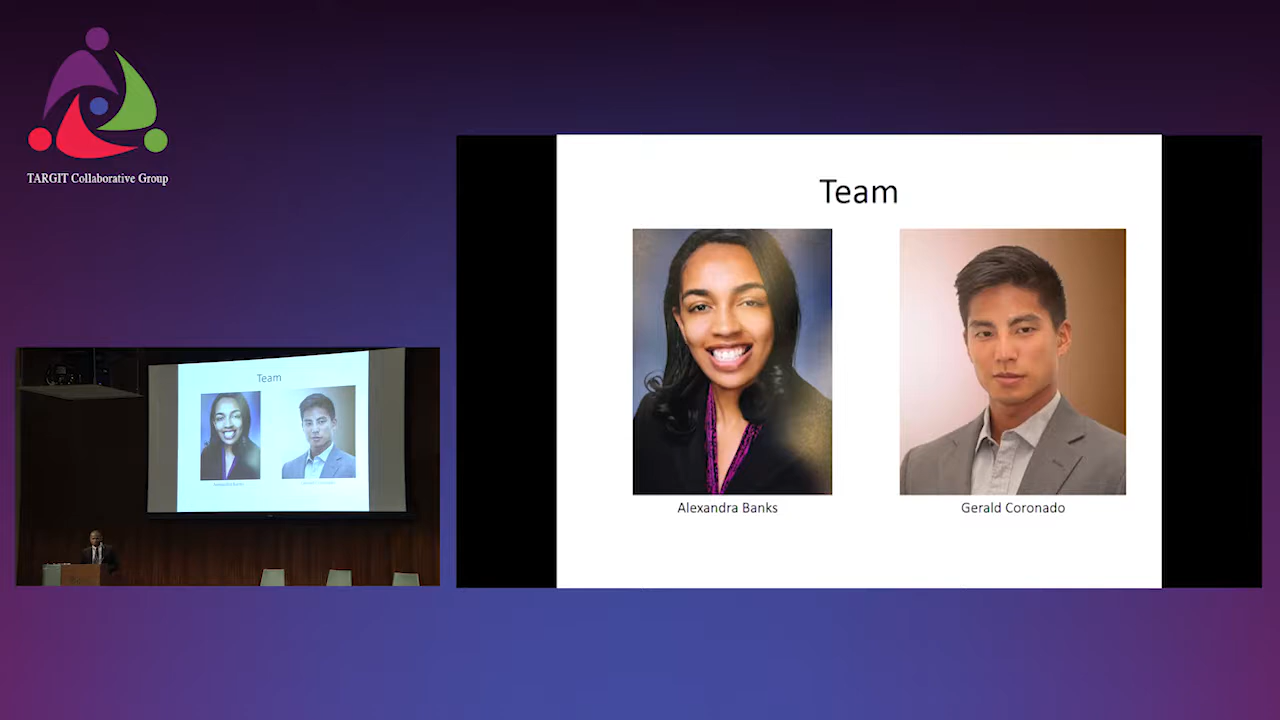 TARGIT Collaborative Group
Team
Alexandra Banks
Gerald Coronado
Team